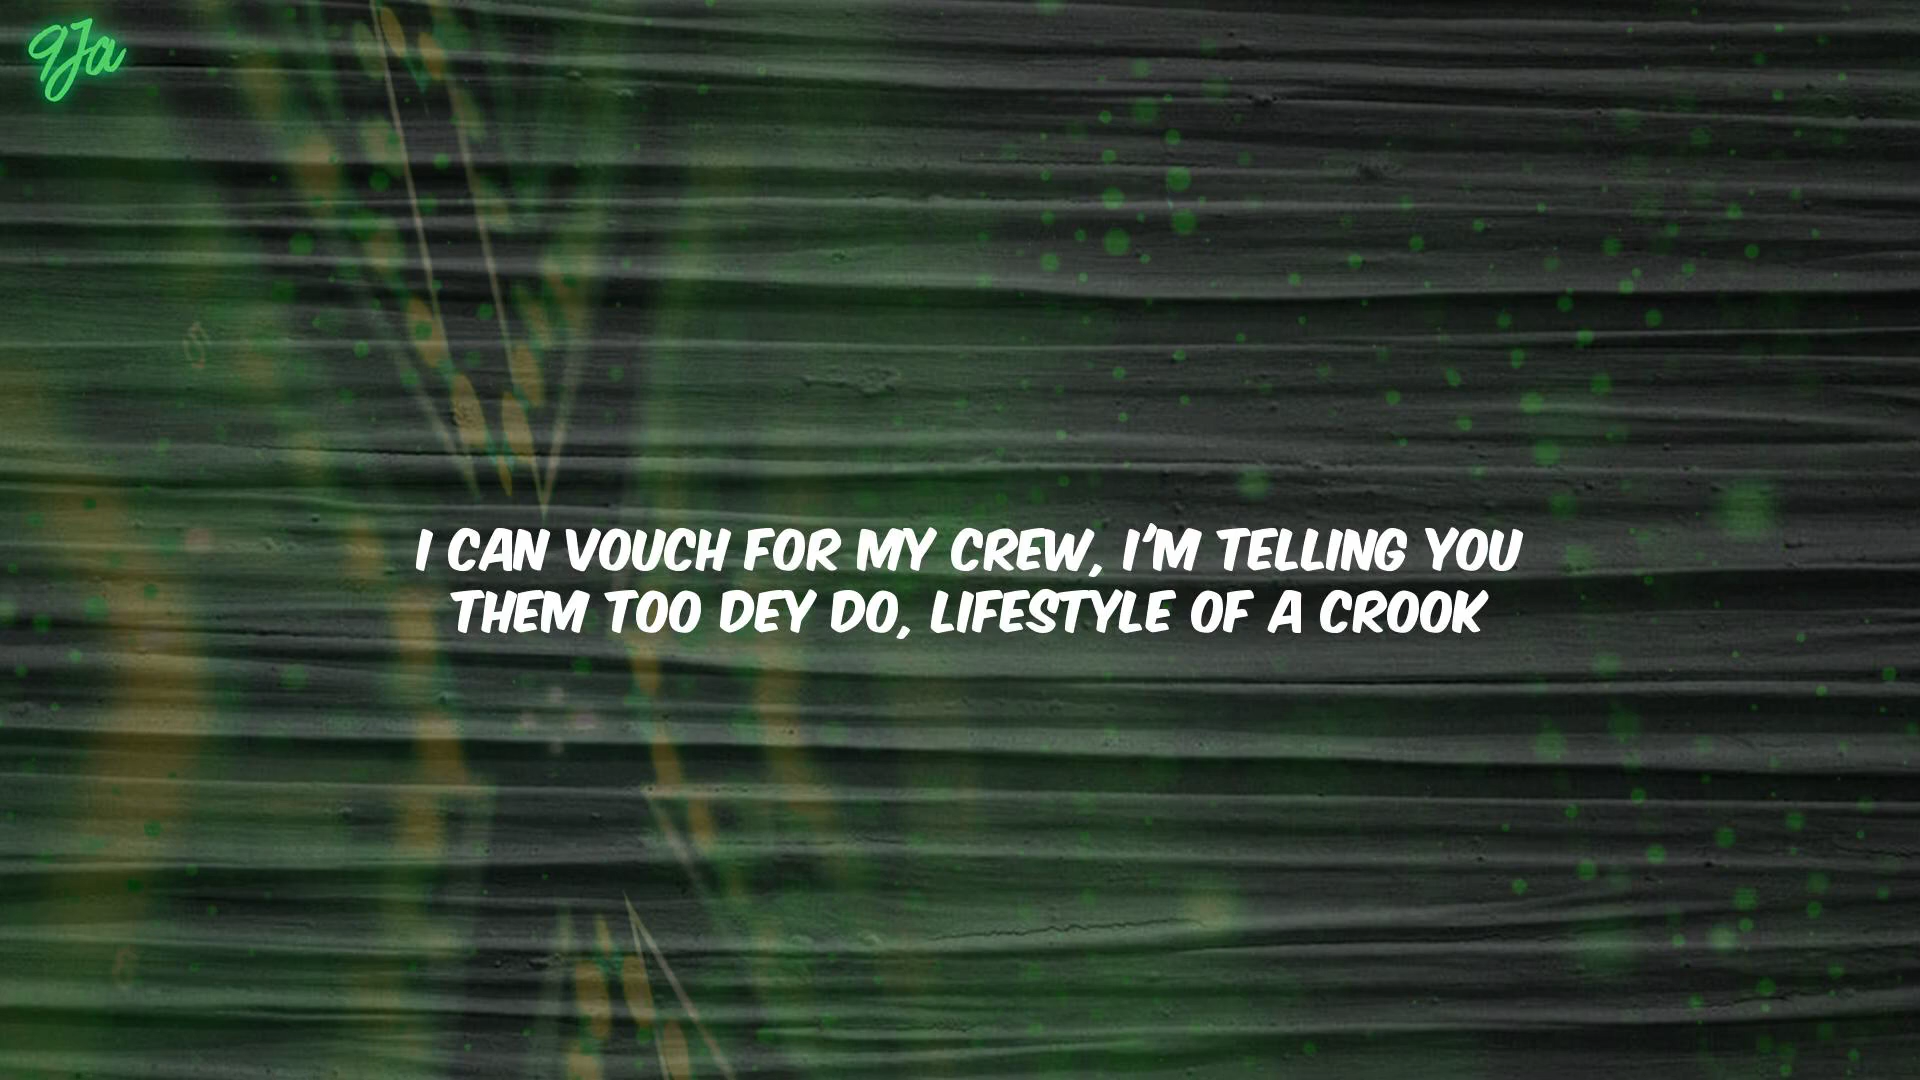 9Ja
I CAN VOUCH FOR MY CREW, I'M TELLING YOU
THEM TOO DEY DO, LIFESTYLE OF A CROOK